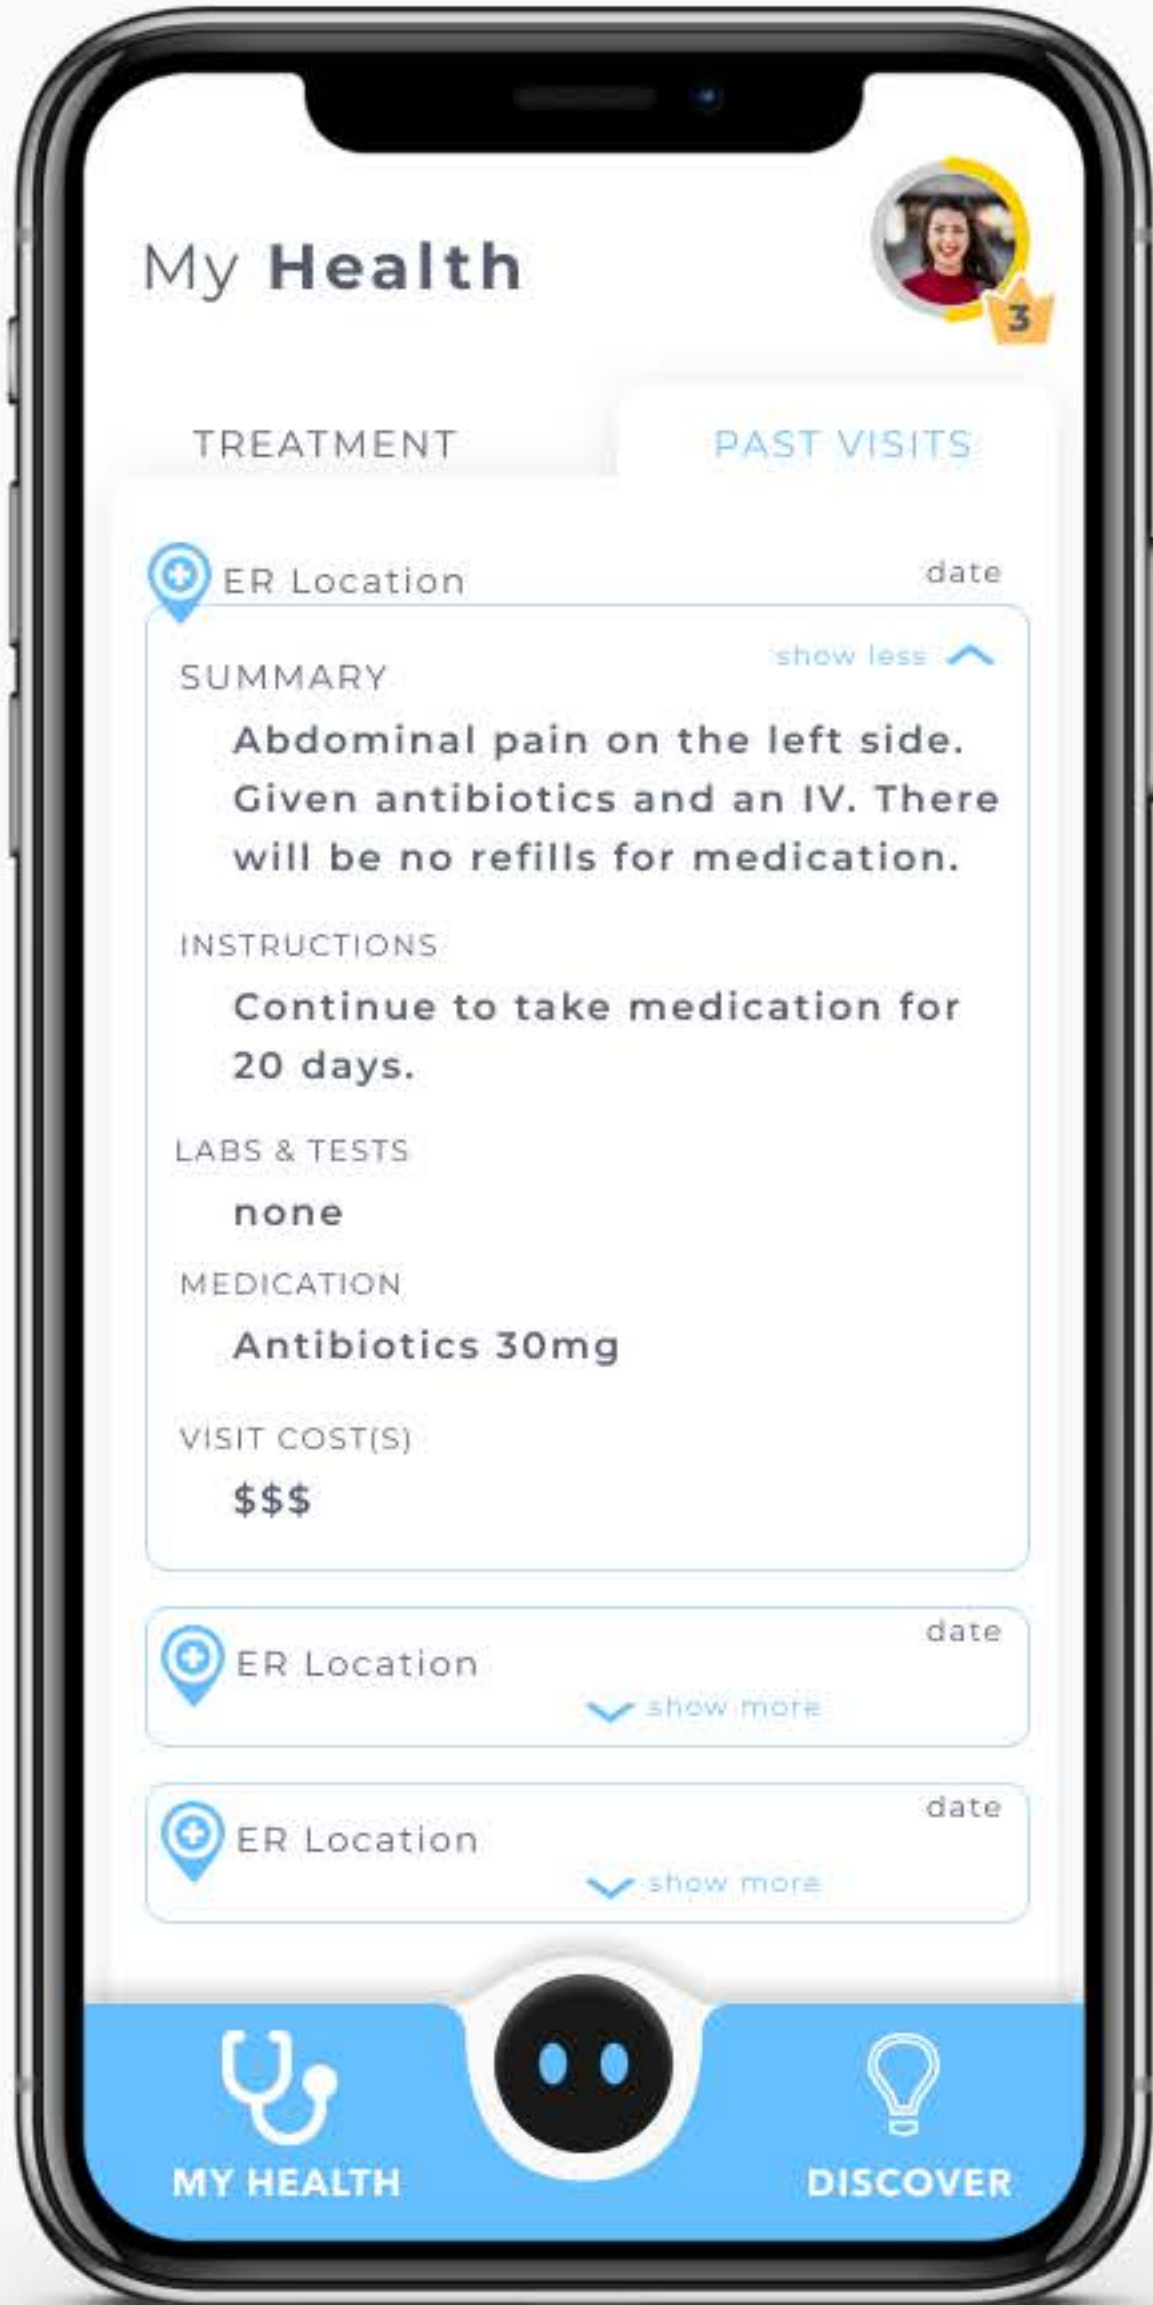 My Health
3
TREATMENT
PAST VISITS
ER Location
date
show less
SUMMARY
Abdominal pain on the left side.
Given antibiotics and an IV. There
will be no refills for medication.
INSTRUCTIONS
Continue to take medication for
20 days.
LABS & TESTS
none
MEDICATION
Antibiotics 30mg
VISIT COST(S)
$$$
date
ER Location
show more
date
ER Location
show more
MY HEALTH
DISCOVER